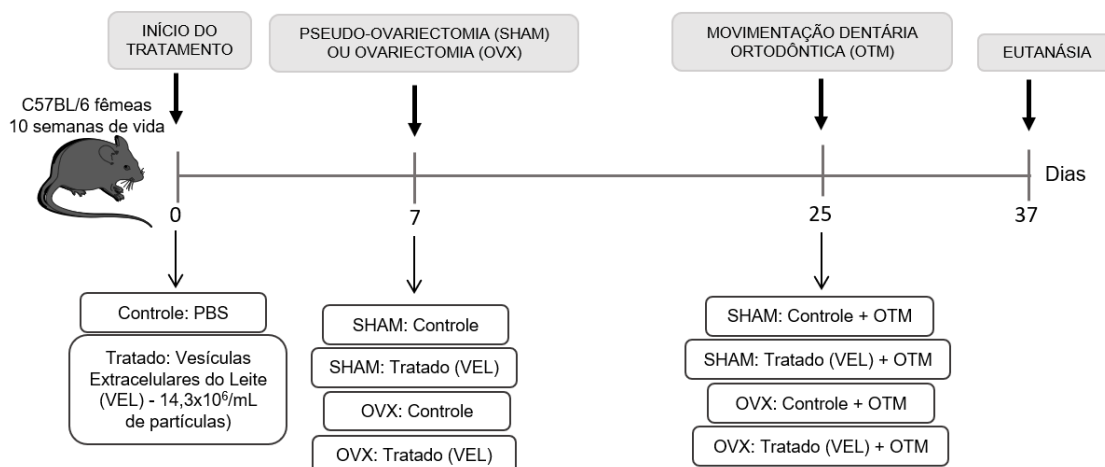 INÍCIO DO
TRATAMENTO
PSEUDO-OVARIECTOMIA (SHAM)
OU OVARIECTOMIA (OVX)
MOVIMENTAÇÃO DENTÁRIA
ORTODÔNTICA (OTM)
EUTANÁSIA
C57BL/6 fêmeas
10 semanas de vida
Dias
0
7
25
37
Controle: PBS
Tratado: Vesículas
Extracelulares do Leite
(VEL) - 14,3x10⁶/mL
de partículas)
SHAM: Controle
SHAM: Tratado (VEL)
OVX: Controle
OVX: Tratado (VEL)
SHAM: Controle + OTM
SHAM: Tratado (VEL) + OTM
OVX: Controle + OTM
OVX: Tratado (VEL) + OTM